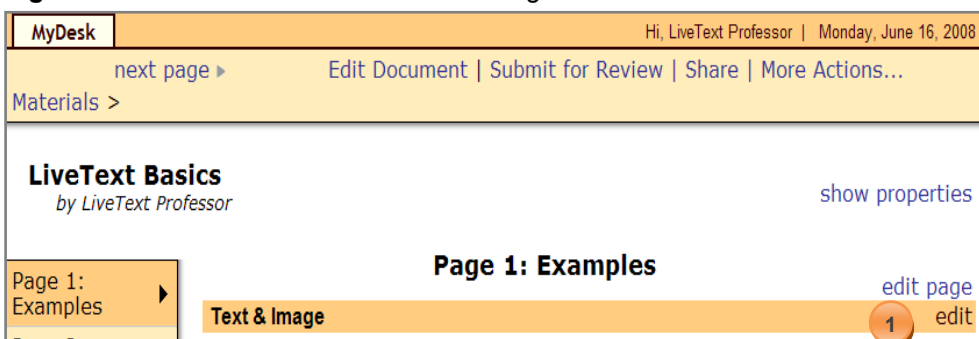 MyDesk Hi, LiveText Professor | Monday, June 16, 2008
next page ▶ Edit Document | Submit for Review | Share | More Actions...
Materials >
LiveText Basics
by LiveText Professor
show properties
Page 1: Examples
edit page
Page 1:
Examples
Text & Image 1 edit